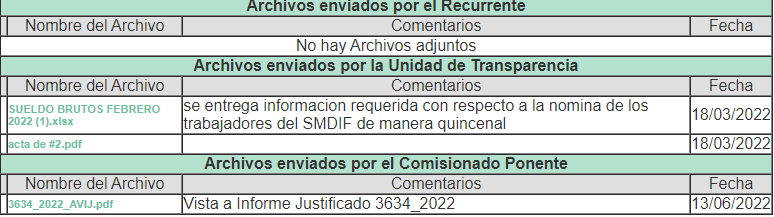 Archivos enviados por el Recurrente
Nombre del Archivo Comentarios Fecha
No hay Archivos adjuntos
Archivos enviados por la Unidad de Transparencia
Nombre del Archivo Comentarios Fecha
SUELDO BRUTOS FEBRERO 2022 (1).xlsx se entrega informacion requerida con respecto a la nomina de los trabajadores del SMDIF de manera quincenal 18/03/2022
acta de #2.pdf 18/03/2022
Archivos enviados por el Comisionado Ponente
Nombre del Archivo Comentarios Fecha
3634_2022_AVIJ.pdf Vista a Informe Justificado 3634_2022 13/06/2022